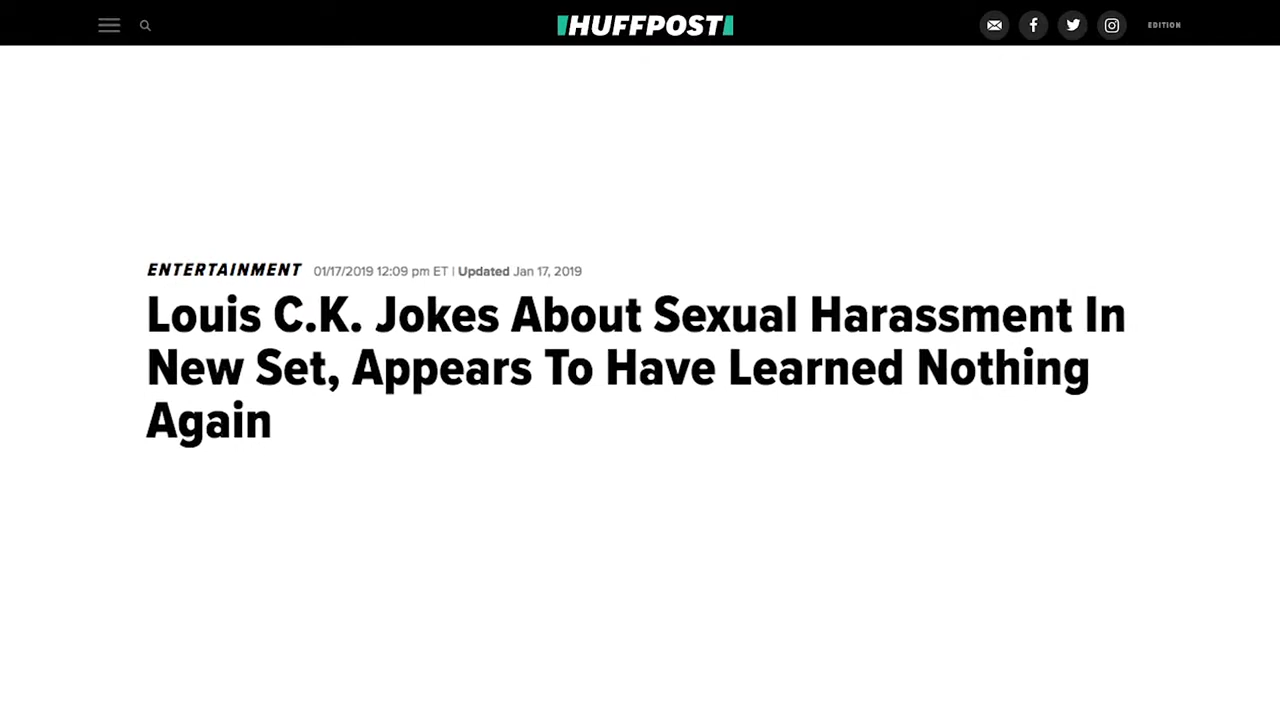 HUFFPOST
EDITION
ENTERTAINMENT 01/17/2019 12:09 pm ET | Updated Jan 17, 2019
Louis C.K. Jokes About Sexual Harassment In
New Set, Appears To Have Learned Nothing
Again